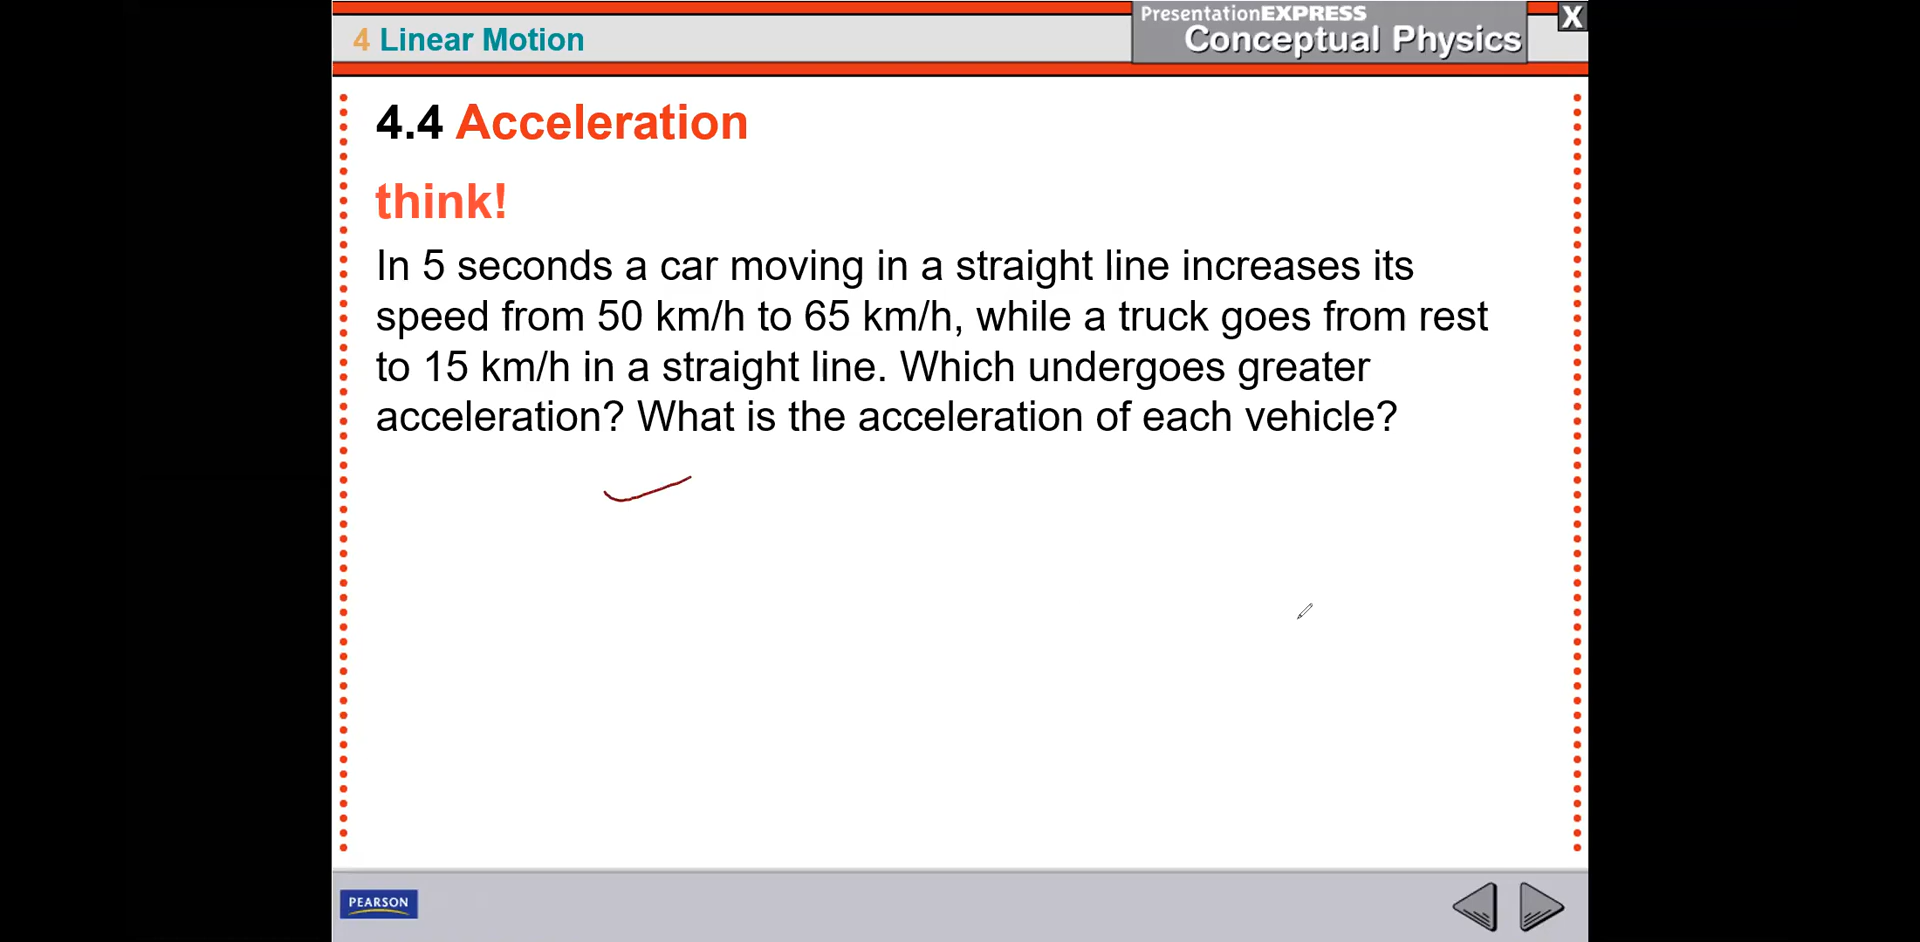 PresentationEXPRESS
X
4 Linear Motion
Conceptual Physics
4.4 Acceleration
think!
In 5 seconds a car moving in a straight line increases its
speed from 50 km/h to 65 km/h, while a truck goes from rest
to 15 km/h in a straight line. Which undergoes greater
acceleration? What is the acceleration of each vehicle?
PEARSON